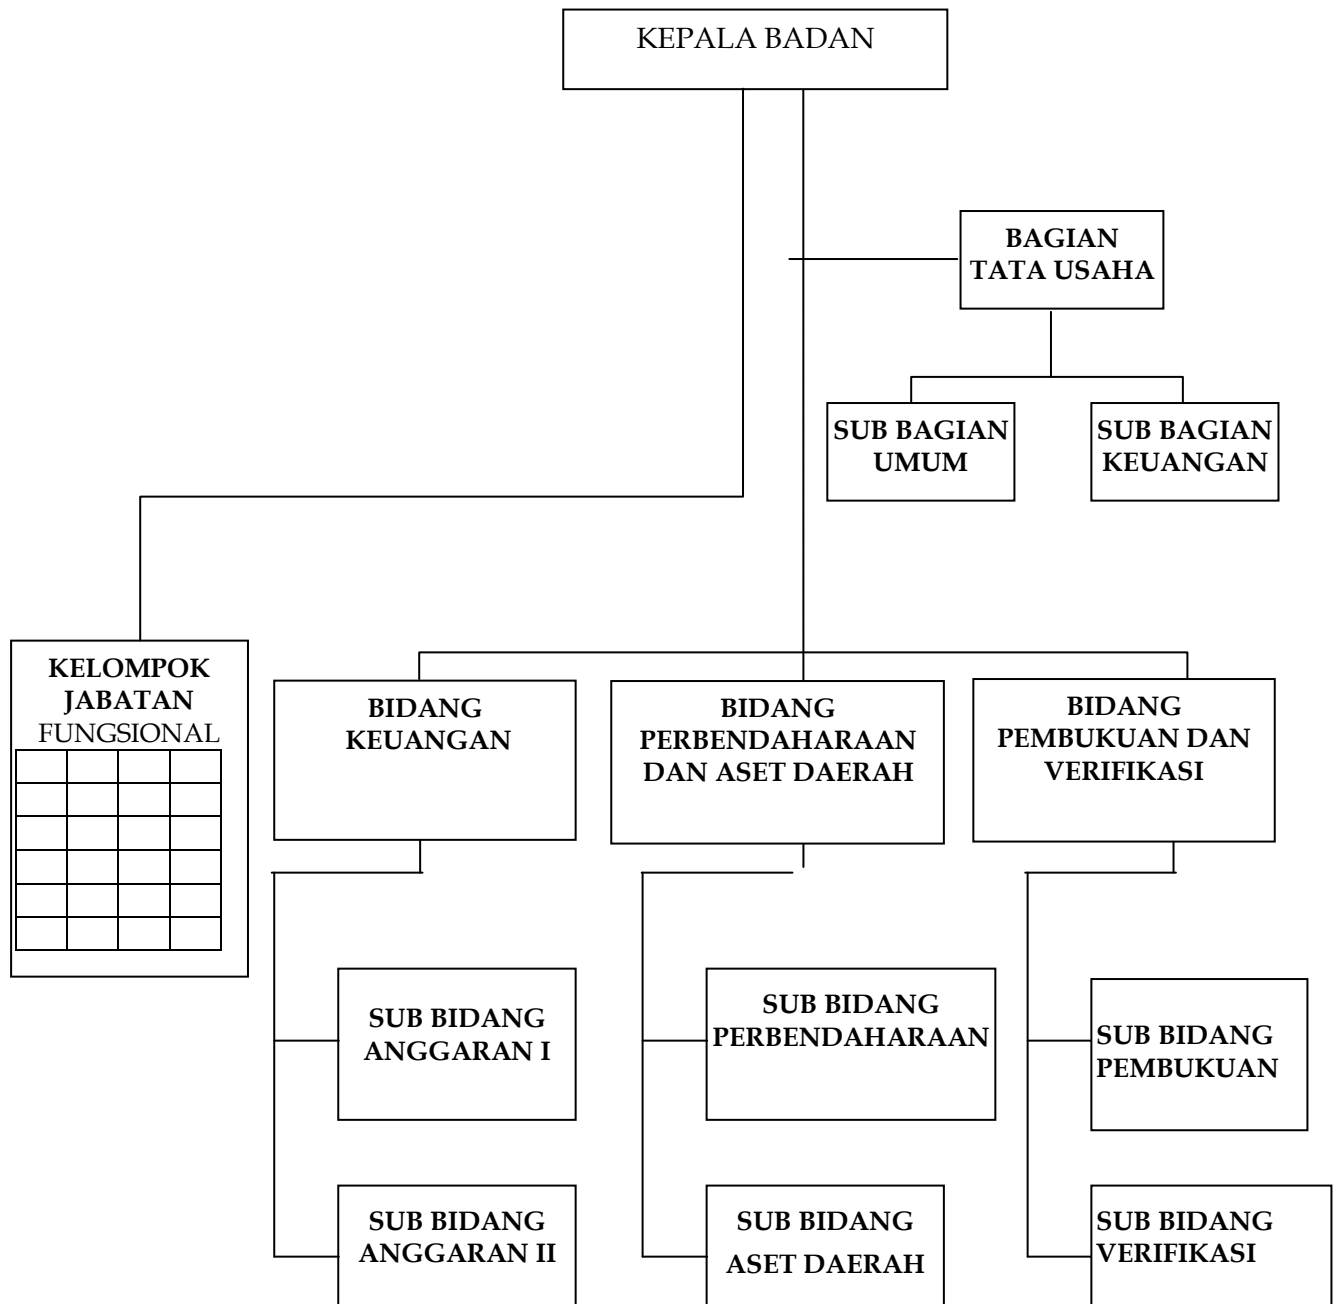 KEPALA BADAN
BAGIAN
TATA USAHA
SUB BAGIAN
UMUM
SUB BAGIAN
KEUANGAN
KELOMPOK
JABATAN
FUNGSIONAL
BIDANG
KEUANGAN
BIDANG
PERBENDAHARAAN
DAN ASET DAERAH
BIDANG
PEMBUKUAN DAN
VERIFIKASI
SUB BIDANG
ANGGARAN I
SUB BIDANG
PERBENDAHARAAN
SUB BIDANG
PEMBUKUAN
SUB BIDANG
ANGGARAN II
SUB BIDANG
ASET DAERAH
SUB BIDANG
VERIFIKASI